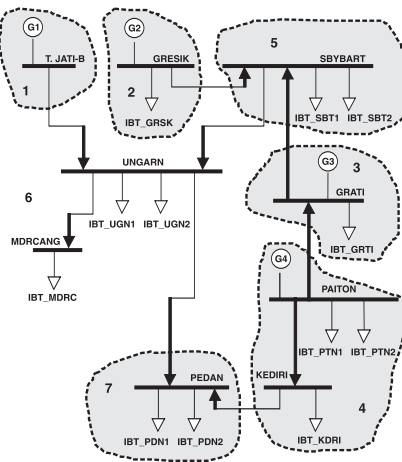 G1
T. JATI-B
1
G2
GRESIK
2
IBT_GRSK
5
SBYBART
IBT_SBT1 IBT_SBT2
UNGARN
6
IBT_UGN1 IBT_UGN2
MDRCANG
IBT_MDRC
G3
3
GRATI
IBT_GRTI
G4
PAITON
IBT_PTN1 IBT_PTN2
KEDIRI
4
IBT_KDRI
7
PEDAN
IBT_PDN1 IBT_PDN2